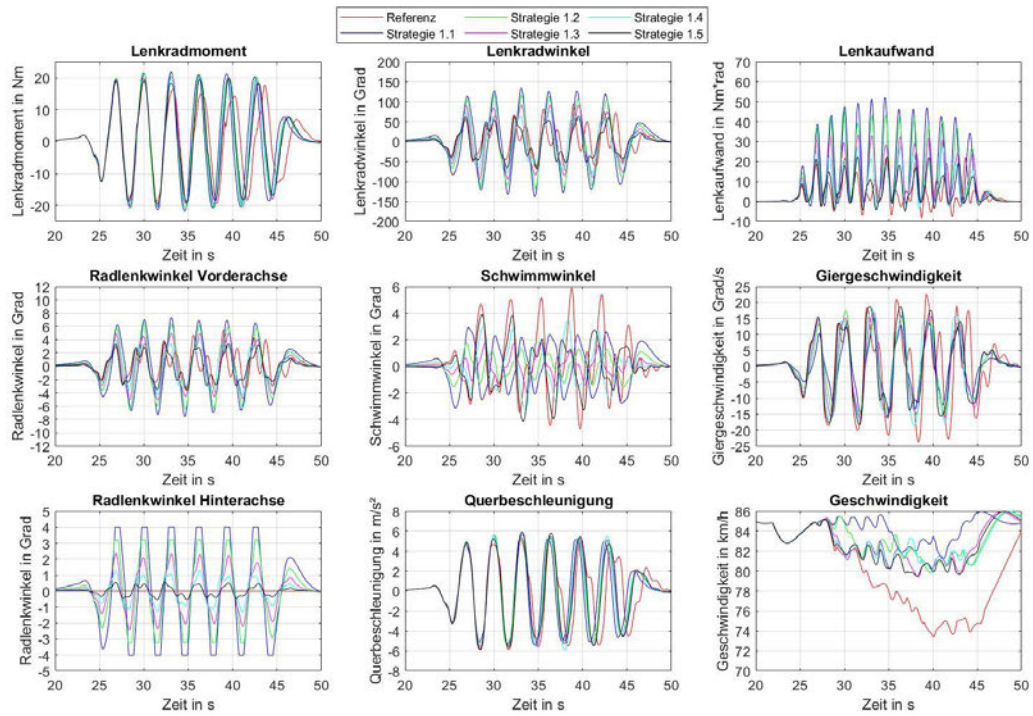 Referenz Strategie 1.2 Strategie 1.4
Strategie 1.1 Strategie 1.3 Strategie 1.5
Lenkradmoment
Lenkradmoment in Nm
20
10
0
-10
-20
20 25 30 35 40 45 50
Zeit in s
Lenkradwinkel
Lenkradwinkel in Grad
200
150
100
50
0
-50
-100
-150
-200
20 25 30 35 40 45 50
Zeit in s
Lenkaufwand
Lenkaufwand in Nm*rad
70
60
50
40
30
20
10
0
-10
20 25 30 35 40 45 50
Zeit in s
Radlenkwinkel Vorderachse
Radlenkwinkel in Grad
12
10
8
6
4
2
0
-2
-4
-6
-8
-10
-12
20 25 30 35 40 45 50
Zeit in s
Schwimmwinkel
Schwimmwinkel in Grad
6
4
2
0
-2
-4
-6
20 25 30 35 40 45 50
Zeit in s
Giergeschwindigkeit
Giergeschwindigkeit in Grad/s
25
20
15
10
5
0
-5
-10
-15
-20
-25
20 25 30 35 40 45 50
Zeit in s
Radlenkwinkel Hinterachse
Radlenkwinkel in Grad
5
4
3
2
1
0
-1
-2
-3
-4
-5
20 25 30 35 40 45 50
Zeit in s
Querbeschleunigung
Querbeschleunigung in m/s²
8
6
4
2
0
-2
-4
-6
-8
20 25 30 35 40 45 50
Zeit in s
Geschwindigkeit
Geschwindigkeit in km/h
86
84
82
80
78
76
74
72
70
20 25 30 35 40 45 50
Zeit in s